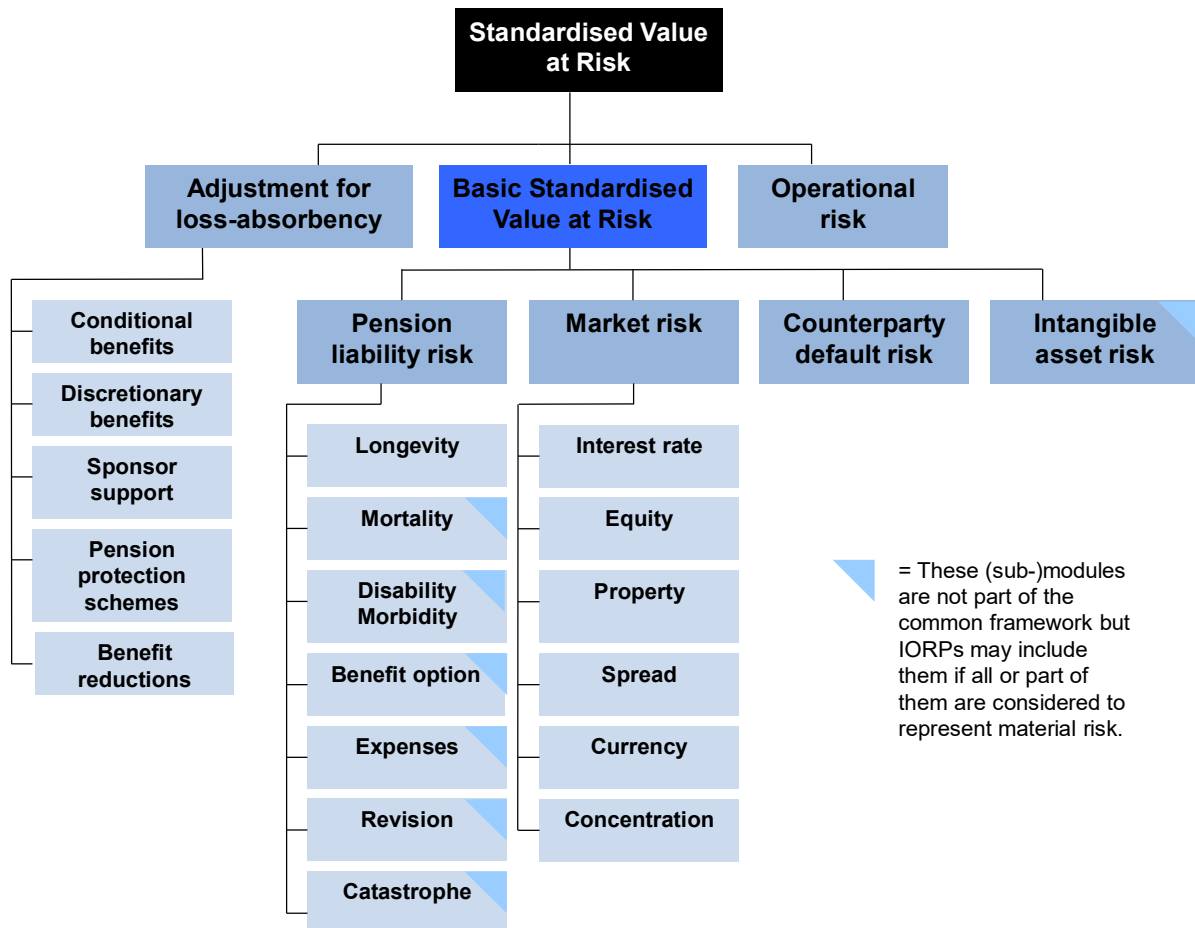 Standardised Value
at Risk
Adjustment for
loss-absorbency
Basic Standardised
Value at Risk
Operational
risk
Conditional
benefits
Discretionary
benefits
Sponsor
support
Pension
protection
schemes
Benefit
reductions
Pension
liability risk
Market risk
Counterparty
default risk
Intangible
asset risk
Longevity
Mortality
Disability
Morbidity
Benefit option
Expenses
Revision
Catastrophe
Interest rate
Equity
Property
Spread
Currency
Concentration
= These (sub-)modules
are not part of the
common framework but
IORPs may include
them if all or part of
them are considered to
represent material risk.